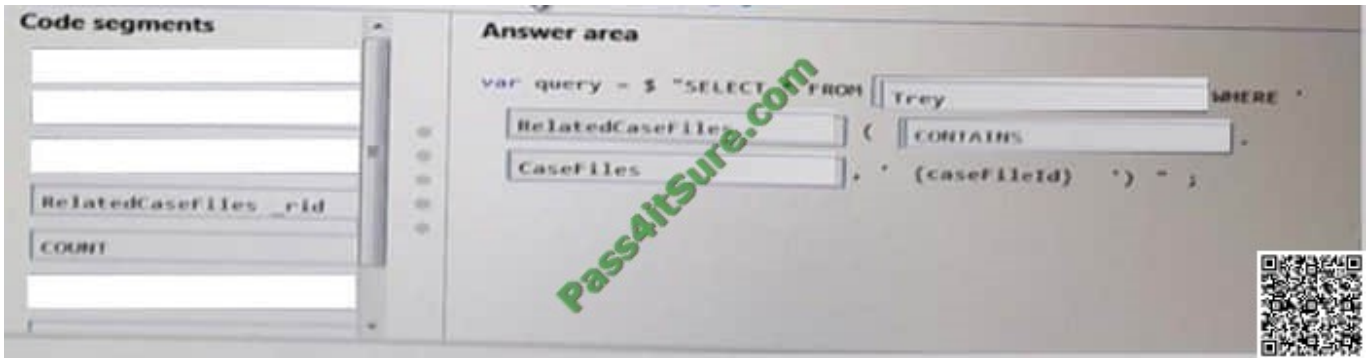 Code segments
RelatedCaseFiles _rid
COUNT
Answer area
var query - $ "SELECT * FROM Trey WHERE '
RelatedCaseFiles ( CONTAINS .
CaseFiles , ' {caseFileId} ') " ;
Pass4itSure.com